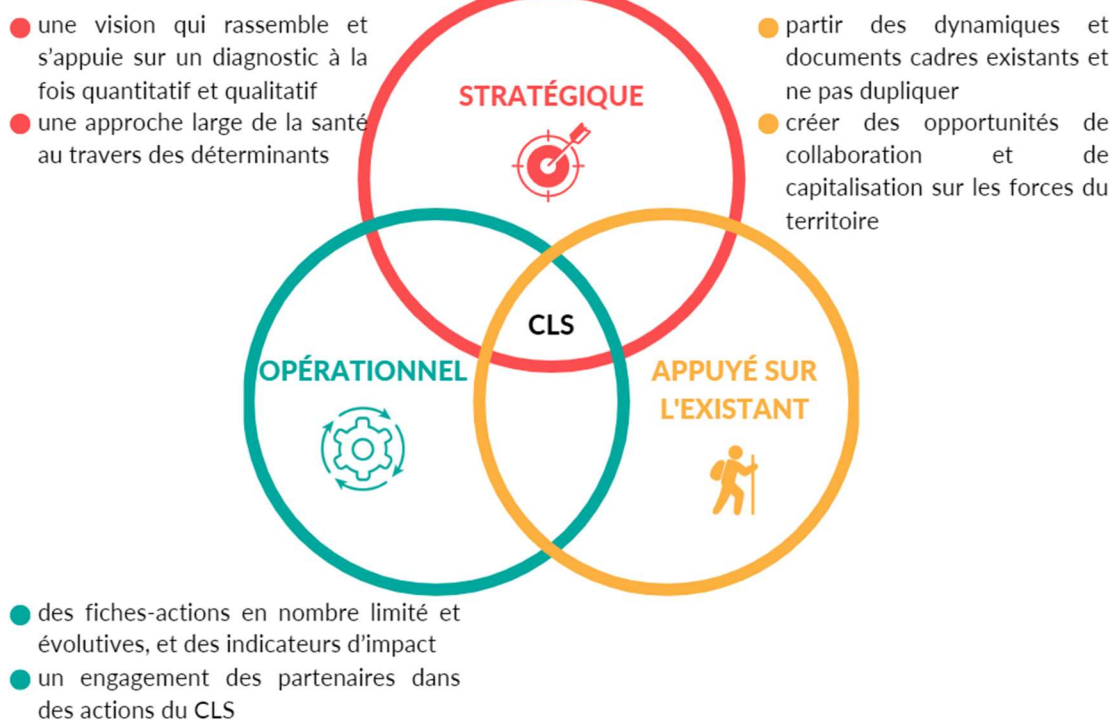 une vision qui rassemble et
s’appuie sur un diagnostic à la
fois quantitatif et qualitatif
une approche large de la santé
au travers des déterminants
partir des dynamiques et
documents cadres existants et
ne pas dupliquer
créer des opportunités de
collaboration et de
capitalisation sur les forces du
territoire
STRATÉGIQUE
CLS
OPÉRATIONNEL
APPUYÉ SUR
L'EXISTANT
des fiches-actions en nombre limité et
évolutives, et des indicateurs d’impact
un engagement des partenaires dans
des actions du CLS